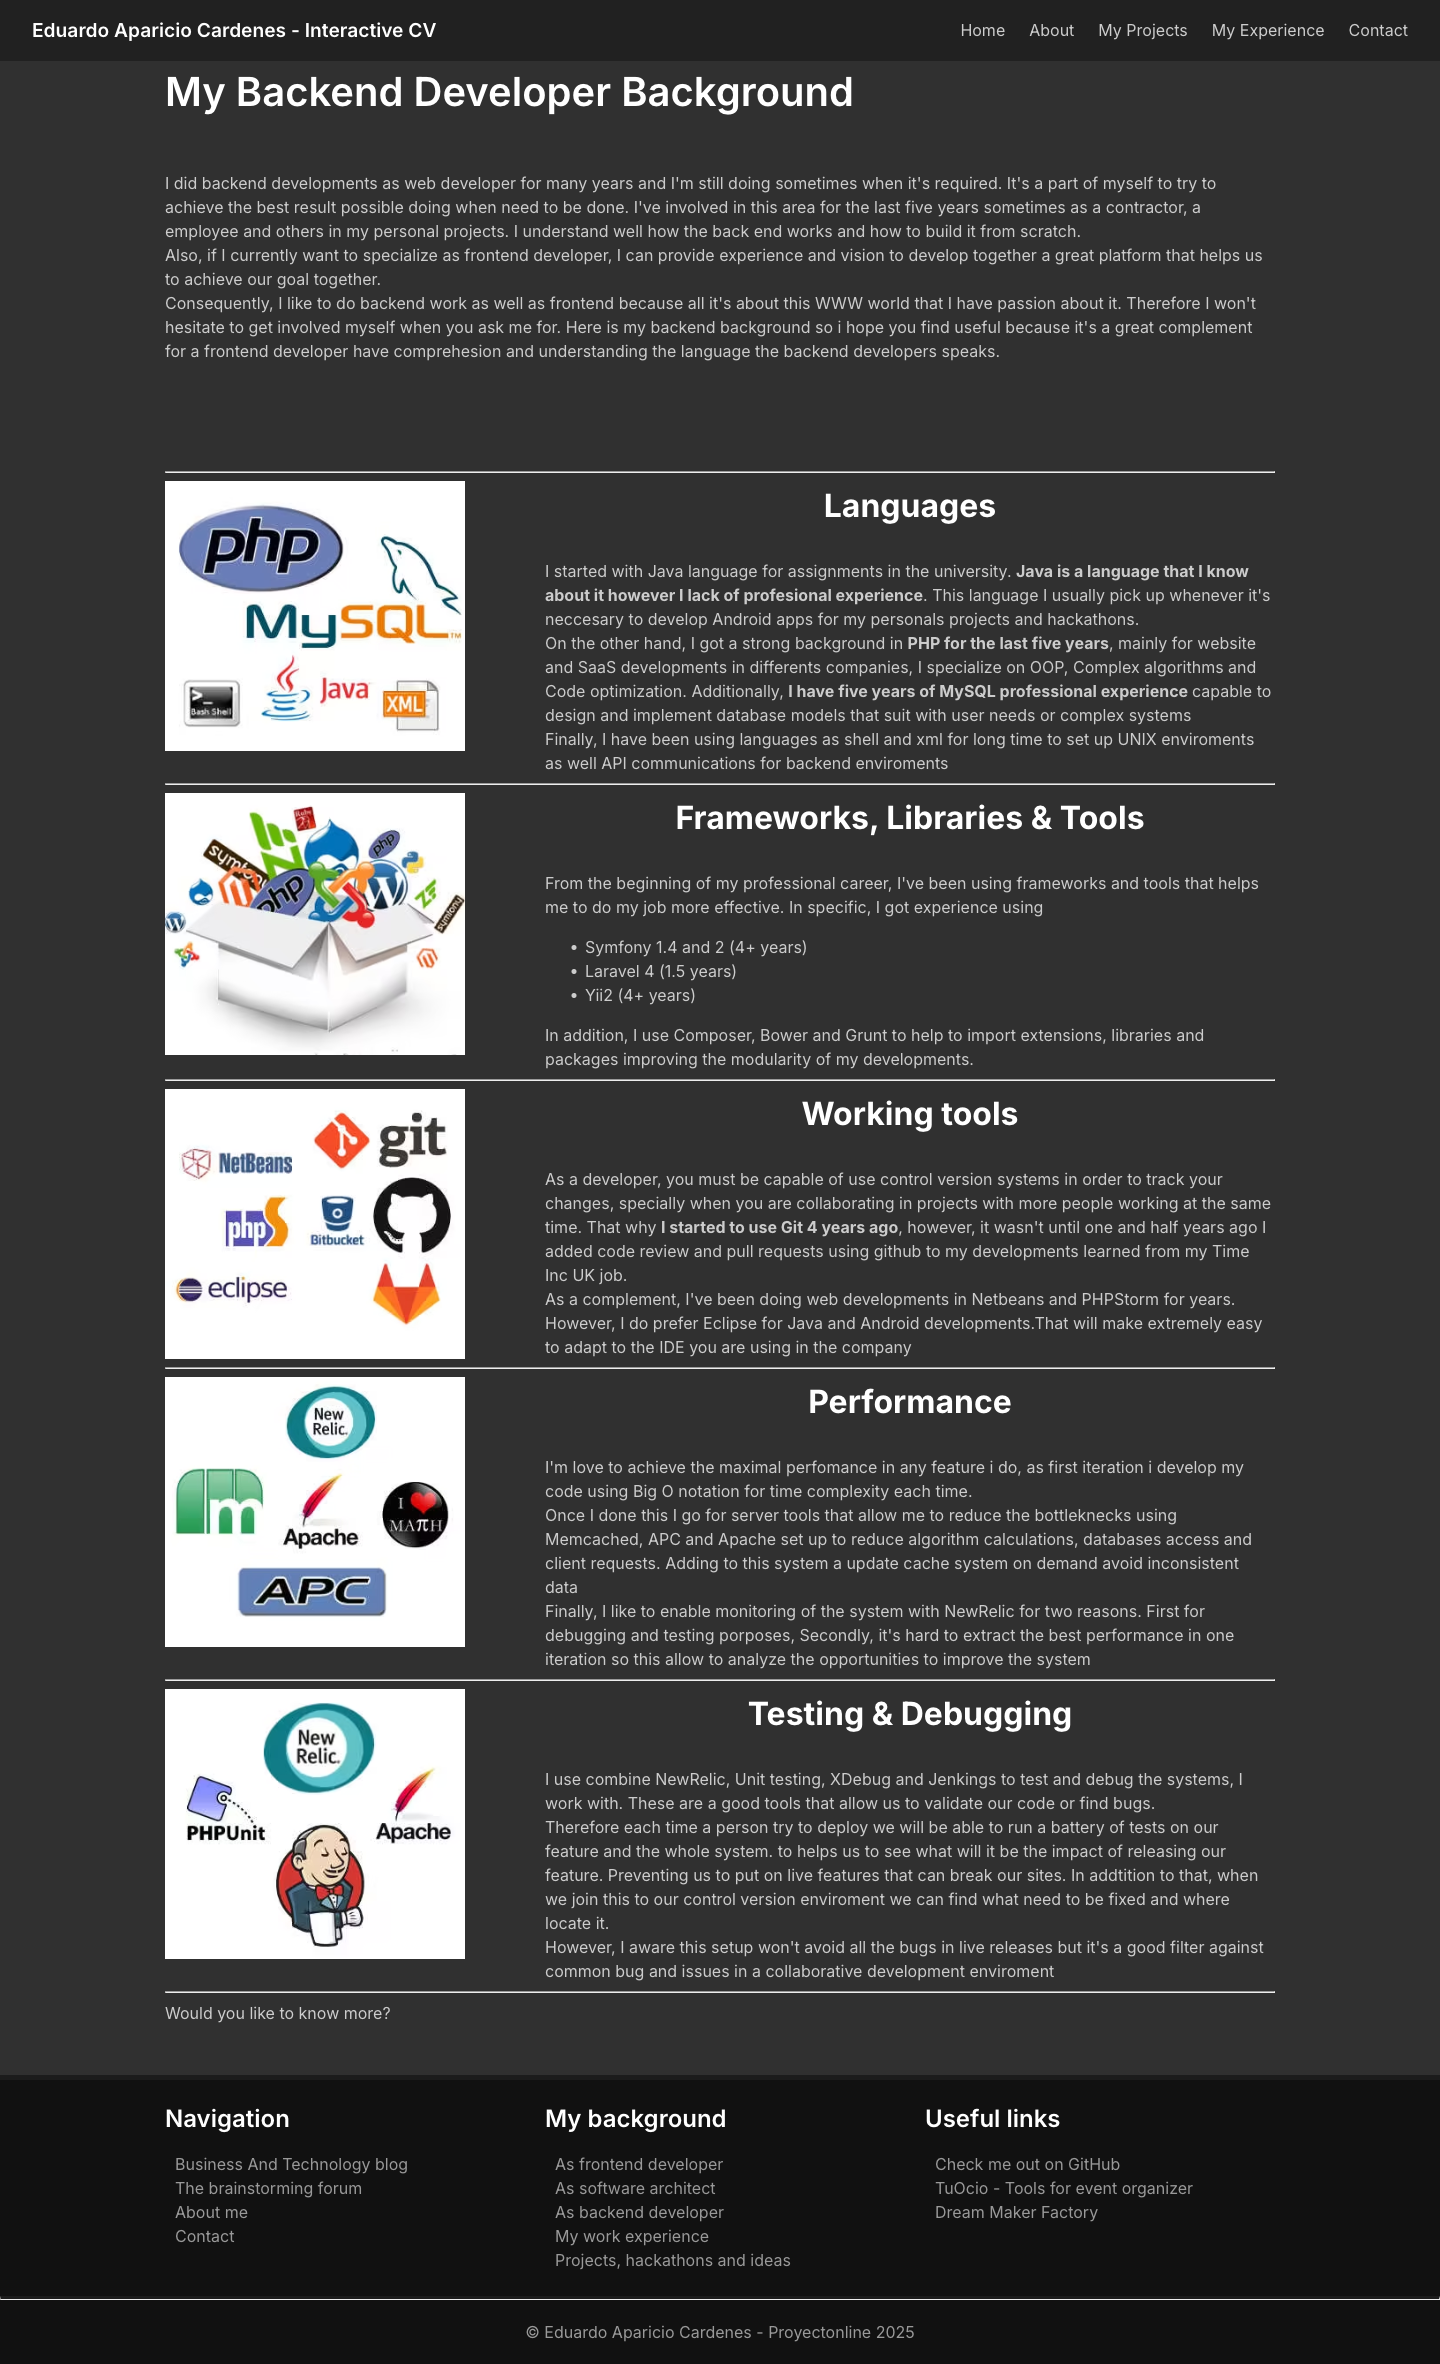 Eduardo Aparicio Cardenes - Interactive CV
Home
About
My Projects
My Experience
Contact
My Backend Developer Background
I did backend developments as web developer for many years and I'm still doing sometimes when it's required. It's a part of myself to try to
achieve the best result possible doing when need to be done. I've involved in this area for the last five years sometimes as a contractor, a
employee and others in my personal projects. I understand well how the back end works and how to build it from scratch.
Also, if I currently want to specialize as frontend developer, I can provide experience and vision to develop together a great platform that helps us
to achieve our goal together.
Consequently, I like to do backend work as well as frontend because all it's about this WWW world that I have passion about it. Therefore I won't
hesitate to get involved myself when you ask me for. Here is my backend background so i hope you find useful because it's a great complement
for a frontend developer have comprehesion and understanding the language the backend developers speaks.
php
MySQL™
>_
Bash Shell
Java
XML
Languages
I started with Java language for assignments in the university. Java is a language that I know
about it however I lack of profesional experience. This language I usually pick up whenever it's
neccesary to develop Android apps for my personals projects and hackathons.
On the other hand, I got a strong background in PHP for the last five years, mainly for website
and SaaS developments in differents companies, I specialize on OOP, Complex algorithms and
Code optimization. Additionally, I have five years of MySQL professional experience capable to
design and implement database models that suit with user needs or complex systems
Finally, I have been using languages as shell and xml for long time to set up UNIX enviroments
as well API communications for backend enviroments
php
php
symfony
Frameworks, Libraries & Tools
From the beginning of my professional career, I've been using frameworks and tools that helps
me to do my job more effective. In specific, I got experience using
• Symfony 1.4 and 2 (4+ years)
• Laravel 4 (1.5 years)
• Yii2 (4+ years)
In addition, I use Composer, Bower and Grunt to help to import extensions, libraries and
packages improving the modularity of my developments.
git
NetBeans
phpS
Bitbucket
eclipse
Working tools
As a developer, you must be capable of use control version systems in order to track your
changes, specially when you are collaborating in projects with more people working at the same
time. That why I started to use Git 4 years ago, however, it wasn't until one and half years ago I
added code review and pull requests using github to my developments learned from my Time
Inc UK job.
As a complement, I've been doing web developments in Netbeans and PHPStorm for years.
However, I do prefer Eclipse for Java and Android developments.That will make extremely easy
to adapt to the IDE you are using in the company
New
Relic.
m
Apache
I
MAπH
APC
Performance
I'm love to achieve the maximal perfomance in any feature i do, as first iteration i develop my
code using Big O notation for time complexity each time.
Once I done this I go for server tools that allow me to reduce the bottleknecks using
Memcached, APC and Apache set up to reduce algorithm calculations, databases access and
client requests. Adding to this system a update cache system on demand avoid inconsistent
data
Finally, I like to enable monitoring of the system with NewRelic for two reasons. First for
debugging and testing porposes, Secondly, it's hard to extract the best performance in one
iteration so this allow to analyze the opportunities to improve the system
New
Relic.
PHPUnit
Apache
Testing & Debugging
I use combine NewRelic, Unit testing, XDebug and Jenkings to test and debug the systems, I
work with. These are a good tools that allow us to validate our code or find bugs.
Therefore each time a person try to deploy we will be able to run a battery of tests on our
feature and the whole system. to helps us to see what will it be the impact of releasing our
feature. Preventing us to put on live features that can break our sites. In addtition to that, when
we join this to our control version enviroment we can find what need to be fixed and where
locate it.
However, I aware this setup won't avoid all the bugs in live releases but it's a good filter against
common bug and issues in a collaborative development enviroment
Would you like to know more?
Navigation
Business And Technology blog
The brainstorming forum
About me
Contact
My background
As frontend developer
As software architect
As backend developer
My work experience
Projects, hackathons and ideas
Useful links
Check me out on GitHub
TuOcio - Tools for event organizer
Dream Maker Factory
© Eduardo Aparicio Cardenes - Proyectonline 2025